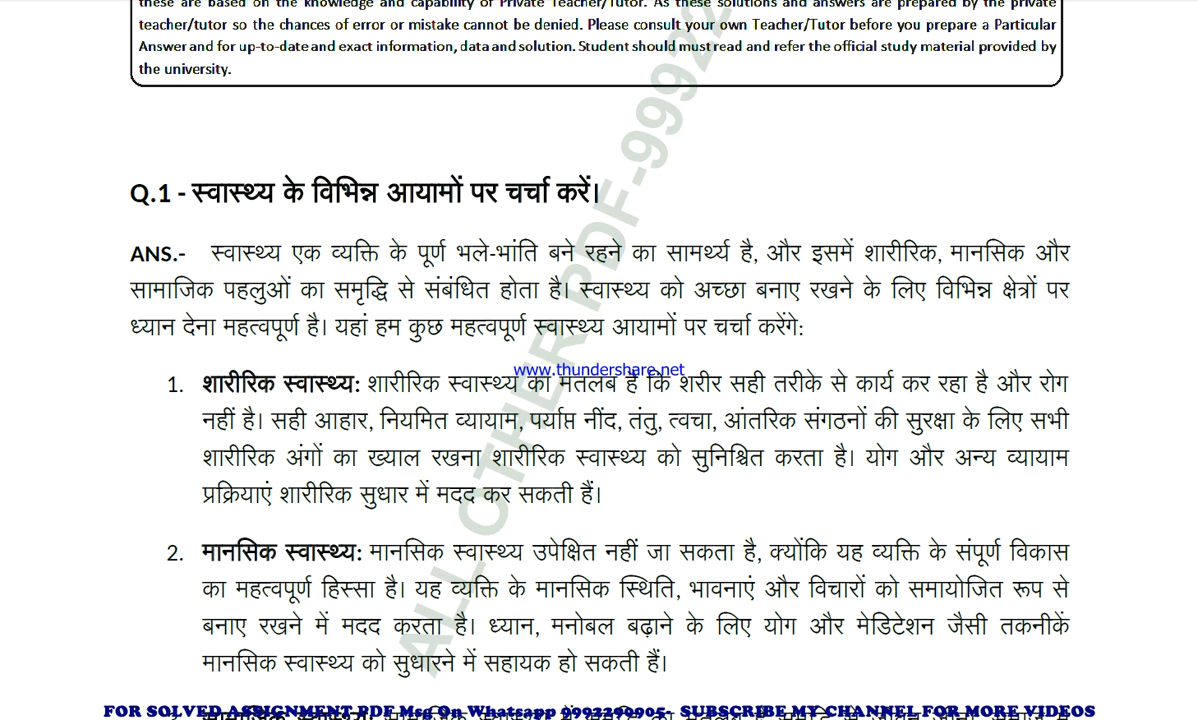 these are based on the knowledge and capability of Private Teacher/Tutor. As these solutions and answers are prepared by the private
teacher/tutor so the chances of error or mistake cannot be denied. Please consult your own Teacher/Tutor before you prepare a Particular
Answer and for up-to-date and exact information, data and solution. Student should must read and refer the official study material provided by
the university.
ALL OTHER PDF-99922
Q.1 - स्वास्थ्य के विभिन्न आयामों पर चर्चा करें।
ANS.- स्वास्थ्य एक व्यक्ति के पूर्ण भले-भांति बने रहने का सामर्थ्य है, और इसमें शारीरिक, मानसिक और
सामाजिक पहलुओं का समृद्धि से संबंधित होता है। स्वास्थ्य को अच्छा बनाए रखने के लिए विभिन्न क्षेत्रों पर
ध्यान देना महत्वपूर्ण है। यहां हम कुछ महत्वपूर्ण स्वास्थ्य आयामों पर चर्चा करेंगे:
www.thundershare.net
1. शारीरिक स्वास्थ्य: शारीरिक स्वास्थ्य का मतलब है कि शरीर सही तरीके से कार्य कर रहा है और रोग
नहीं है। सही आहार, नियमित व्यायाम, पर्याप्त नींद, तंतु, त्वचा, आंतरिक संगठनों की सुरक्षा के लिए सभी
शारीरिक अंगों का ख्याल रखना शारीरिक स्वास्थ्य को सुनिश्चित करता है। योग और अन्य व्यायाम
प्रक्रियाएं शारीरिक सुधार में मदद कर सकती हैं।
2. मानसिक स्वास्थ्य: मानसिक स्वास्थ्य उपेक्षित नहीं जा सकता है, क्योंकि यह व्यक्ति के संपूर्ण विकास
का महत्वपूर्ण हिस्सा है। यह व्यक्ति के मानसिक स्थिति, भावनाएं और विचारों को समायोजित रूप से
बनाए रखने में मदद करता है। ध्यान, मनोबल बढ़ाने के लिए योग और मेडिटेशन जैसी तकनीकें
मानसिक स्वास्थ्य को सुधारने में सहायक हो सकती हैं।
FOR SOLVED ASSIGNMENT PDF Msg On Whatsapp 9992290905- SUBSCRIBE MY CHANNEL FOR MORE VIDEOS